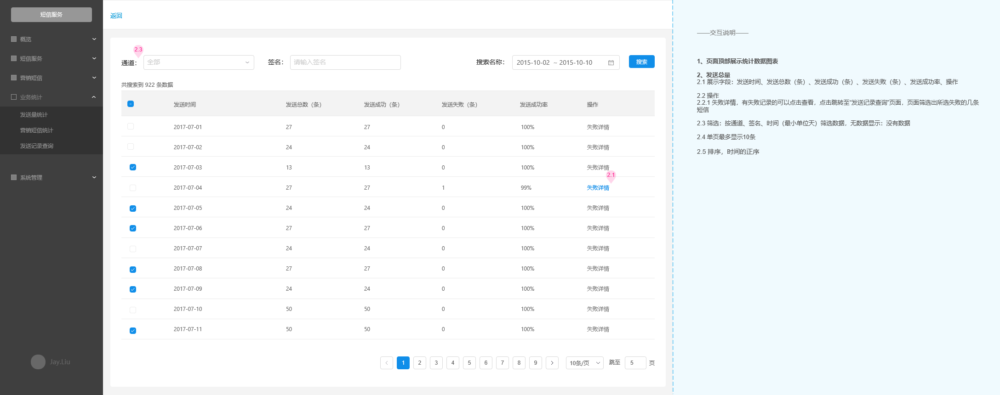 短信服务
概览
短信服务
营销短信
业务统计
发送量统计
营销短信统计
发送记录查询
系统管理
Jay.Liu
返回
2.3
通道： 全部 签名： 请输入签名 搜索名称： 2015-10-02 ~ 2015-10-10 搜索
共搜索到 922 条数据
发送时间 发送总数（条） 发送成功（条） 发送失败（条） 发送成功率 操作
2017-07-01 27 27 0 100% 失败详情
2017-07-02 24 24 0 100% 失败详情
2017-07-03 13 13 0 100% 失败详情
2.1
2017-07-04 27 27 1 99% 失败详情
2017-07-05 24 24 0 100% 失败详情
2017-07-06 27 27 0 100% 失败详情
2017-07-07 24 24 0 100% 失败详情
2017-07-08 27 27 0 100% 失败详情
2017-07-09 24 24 0 100% 失败详情
2017-07-10 50 50 0 100% 失败详情
2017-07-11 50 50 0 100% 失败详情
1 2 3 4 5 6 7 8 9 10条/页 跳至 5 页
——交互说明——
1、页面顶部展示统计数据图表
2、发送总量
2.1 展示字段：发送时间、发送总数（条）、发送成功（条）、发送失败（条）、发送成功率、操作
2.2 操作
2.2.1 失败详情，有失败记录的可以点击查看，点击跳转至“发送记录查询”页面，页面筛选出所选失败的几条
短信
2.3 筛选：按通道、签名、时间（最小单位天）筛选数据，无数据显示：没有数据
2.4 单页最多显示10条
2.5 排序，时间的正序